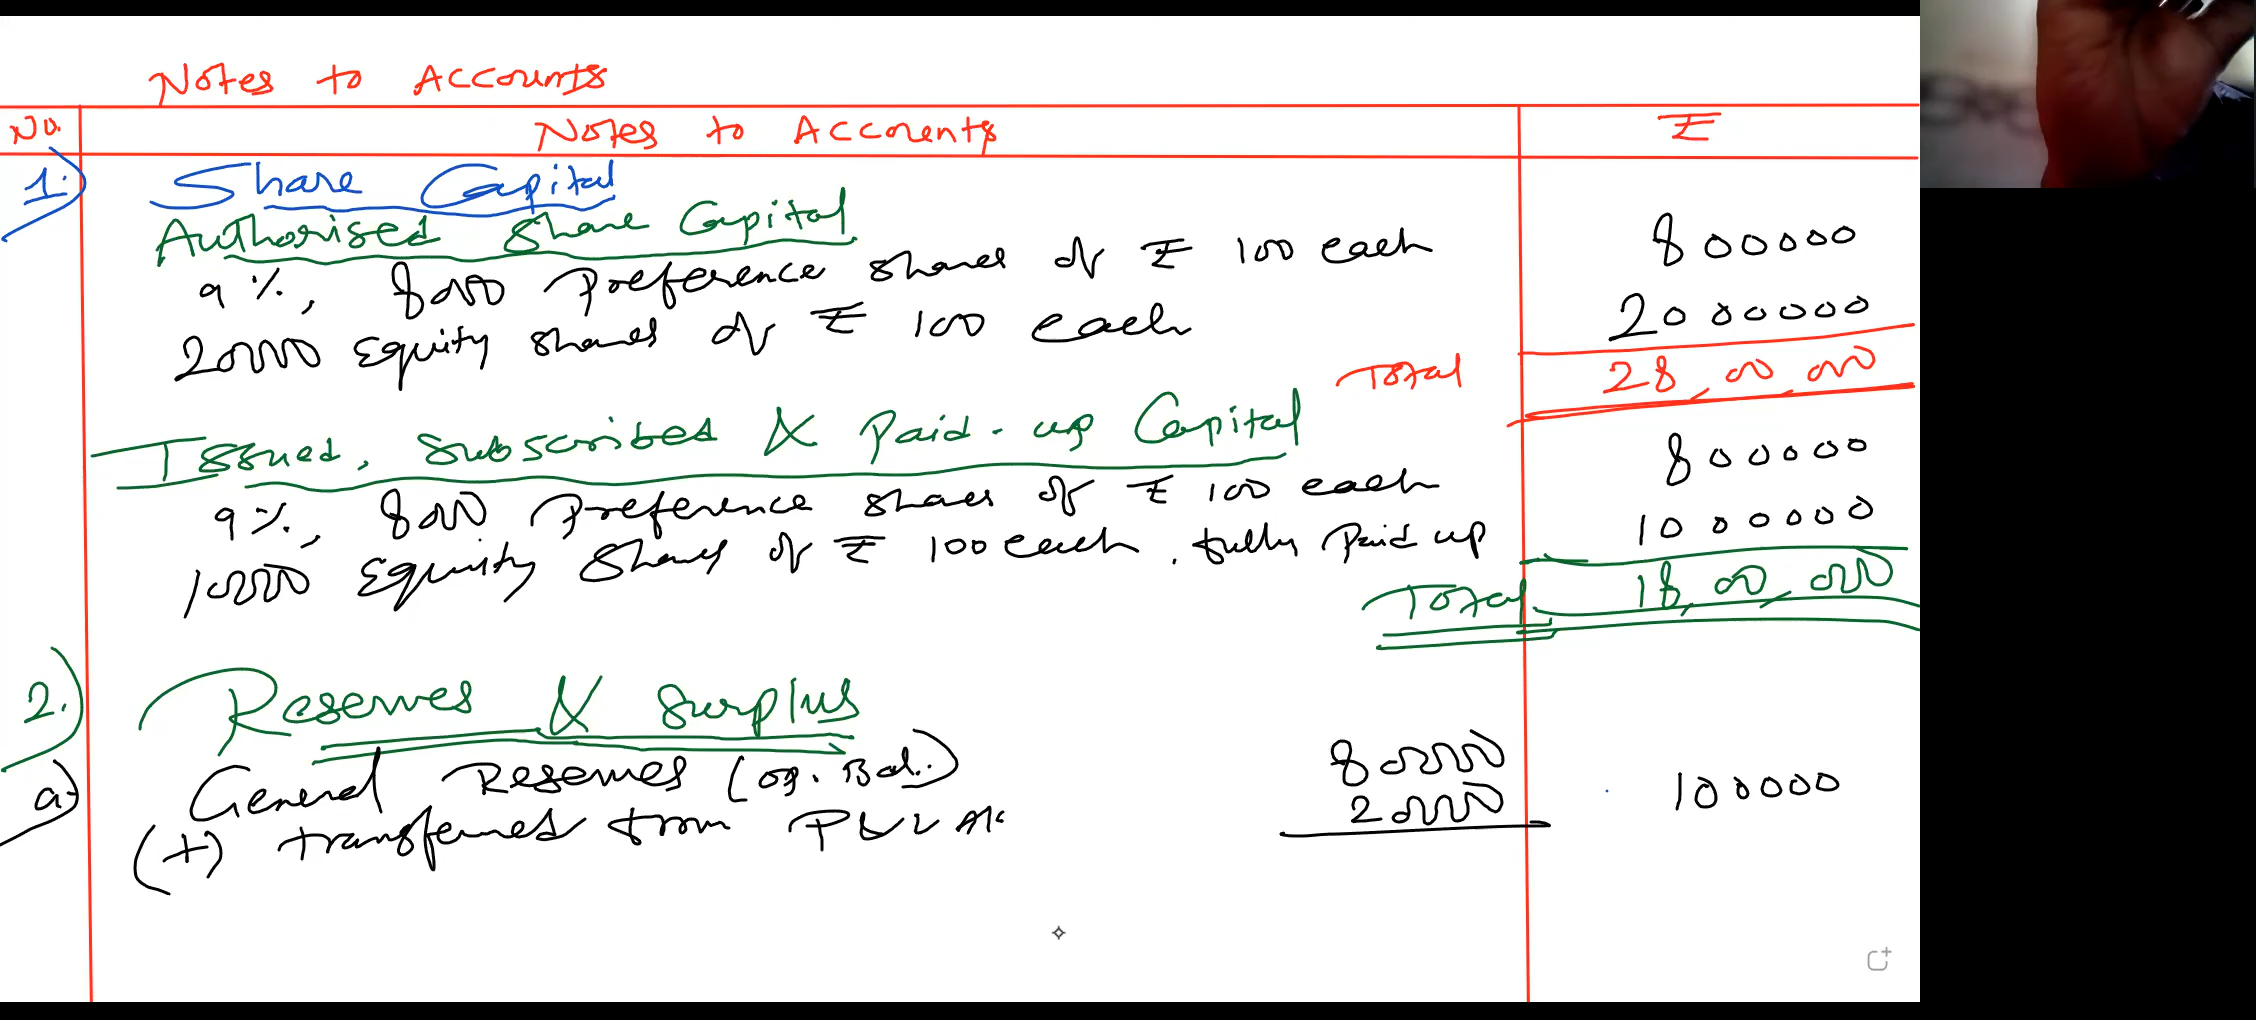 Notes to Accounts
No. Notes to Accounts ₹
1.) Share Capital
Authorised Share Capital
9%, 8000 Preference shares of ₹ 100 each 800000
20000 Equity shares of ₹ 100 each 2000000
Total 28,00,000
Issued, Subscribed & Paid-up Capital
9%, 8000 Preference shares of ₹ 100 each 800000
10000 Equity Shares of ₹ 100 each, fully Paid up 1000000
Total 18,00,000
2.) Reserves & Surplus
a) General Reserves (op. Bal.) 80000
(+) transferred from P&L A/c 20000 100000